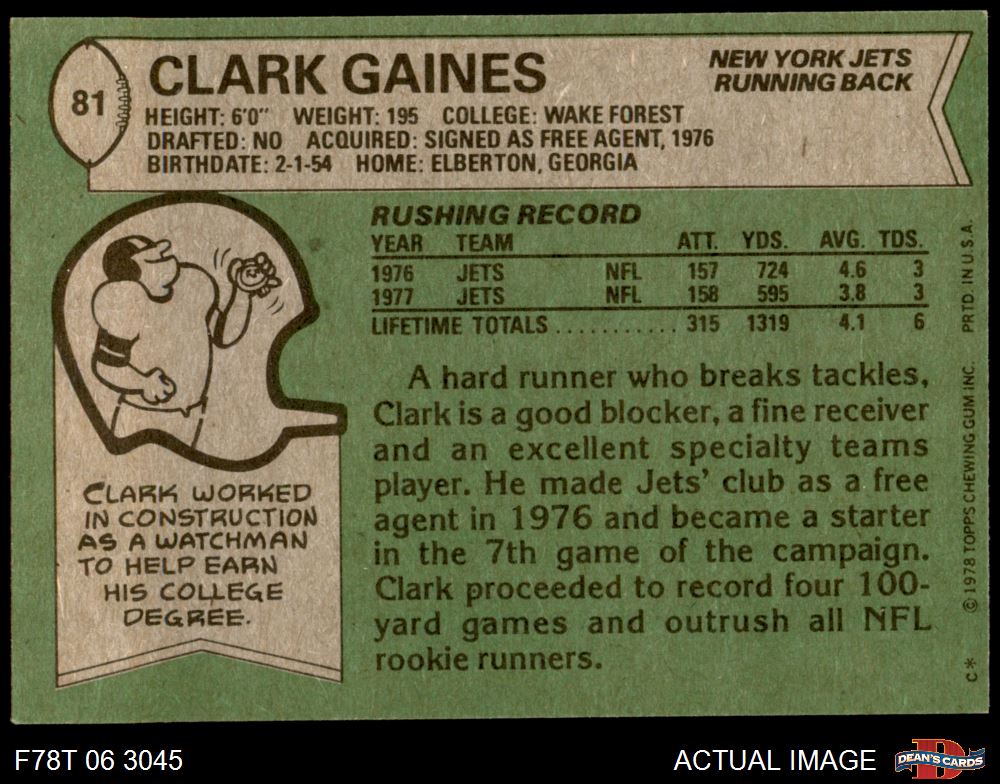 81
CLARK GAINES
NEW YORK JETS
RUNNING BACK
HEIGHT: 6'0" WEIGHT: 195 COLLEGE: WAKE FOREST
DRAFTED: NO ACQUIRED: SIGNED AS FREE AGENT, 1976
BIRTHDATE: 2-1-54 HOME: ELBERTON, GEORGIA
RUSHING RECORD
YEAR TEAM ATT. YDS. AVG. TDS.
1976 JETS NFL 157 724 4.6 3
1977 JETS NFL 158 595 3.8 3
LIFETIME TOTALS ........... 315 1319 4.1 6
A hard runner who breaks tackles,
Clark is a good blocker, a fine receiver
and an excellent specialty teams
player. He made Jets' club as a free
agent in 1976 and became a starter
in the 7th game of the campaign.
Clark proceeded to record four 100-
yard games and outrush all NFL
rookie runners.
CLARK WORKED
IN CONSTRUCTION
AS A WATCHMAN
TO HELP EARN
HIS COLLEGE
DEGREE.
C* © 1978 TOPPS CHEWING GUM INC. PRTD. IN U.S.A.
F78T 06 3045
ACTUAL IMAGE
D
DEAN'S CARDS